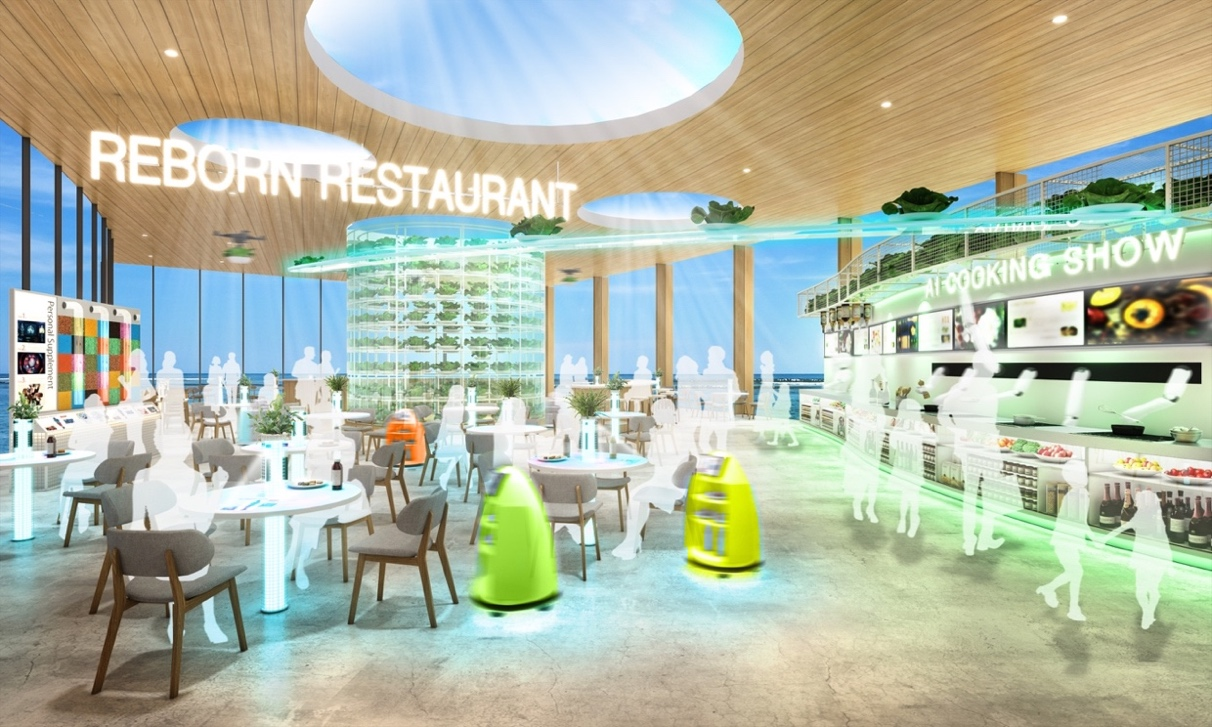 REBORN RESTAURANT
AI COOKING SHOW
Personal Supplement